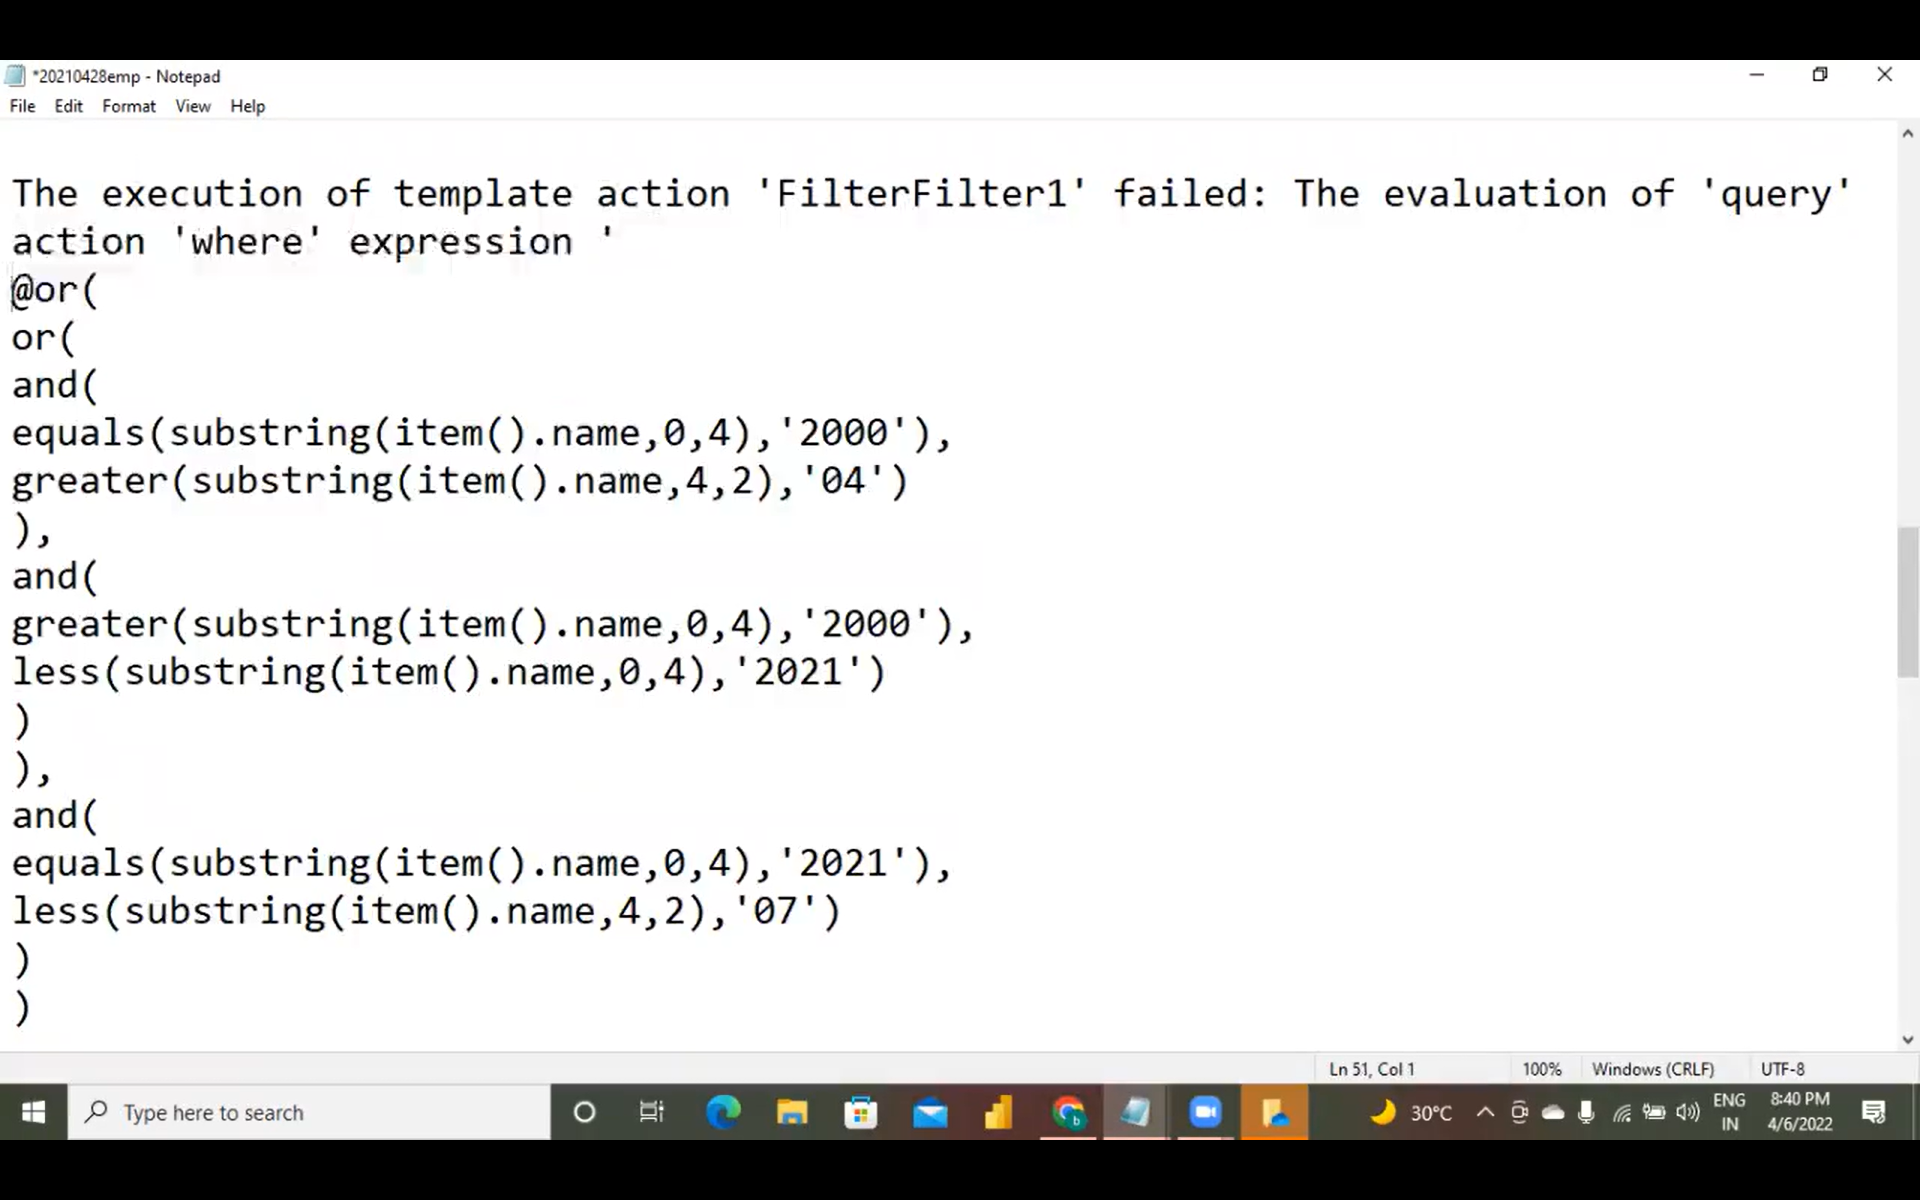 *20210428emp - Notepad
File Edit Format View Help
The execution of template action 'FilterFilter1' failed: The evaluation of 'query'
action 'where' expression '
@or(
or(
and(
equals(substring(item().name,0,4),'2000'),
greater(substring(item().name,4,2),'04')
),
and(
greater(substring(item().name,0,4),'2000'),
less(substring(item().name,0,4),'2021')
)
),
and(
equals(substring(item().name,0,4),'2021'),
less(substring(item().name,4,2),'07')
)
)
Ln 51, Col 1 100% Windows (CRLF) UTF-8
Type here to search
30°C
ENG
IN
8:40 PM
4/6/2022